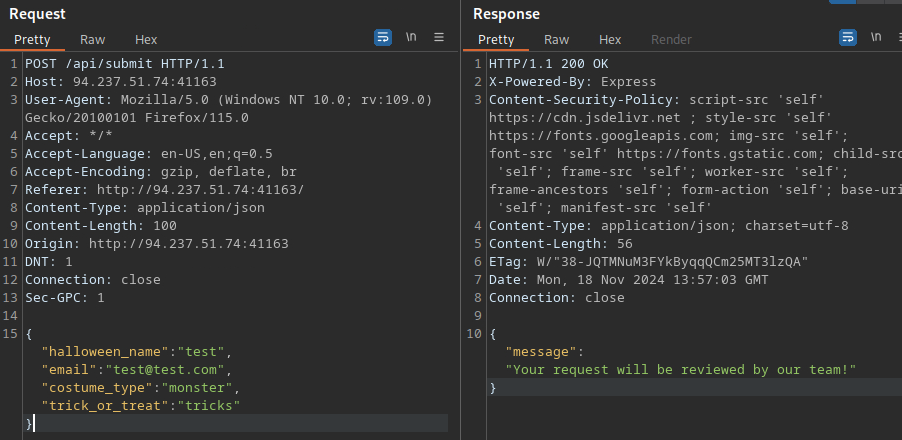 Request
Pretty Raw Hex \n
1 POST /api/submit HTTP/1.1
2 Host: 94.237.51.74:41163
3 User-Agent: Mozilla/5.0 (Windows NT 10.0; rv:109.0)
Gecko/20100101 Firefox/115.0
4 Accept: */*
5 Accept-Language: en-US,en;q=0.5
6 Accept-Encoding: gzip, deflate, br
7 Referer: http://94.237.51.74:41163/
8 Content-Type: application/json
9 Content-Length: 100
10 Origin: http://94.237.51.74:41163
11 DNT: 1
12 Connection: close
13 Sec-GPC: 1
14
15 {
"halloween_name":"test",
"email":"test@test.com",
"costume_type":"monster",
"trick_or_treat":"tricks"
}
Response
Pretty Raw Hex Render \n
1 HTTP/1.1 200 OK
2 X-Powered-By: Express
3 Content-Security-Policy: script-src 'self'
https://cdn.jsdelivr.net ; style-src 'self'
https://fonts.googleapis.com; img-src 'self';
font-src 'self' https://fonts.gstatic.com; child-src
'self'; frame-src 'self'; worker-src 'self';
frame-ancestors 'self'; form-action 'self'; base-uri
'self'; manifest-src 'self'
4 Content-Type: application/json; charset=utf-8
5 Content-Length: 56
6 ETag: W/"38-JQTMNuM3FYkByqqQCm25MT3lzQA"
7 Date: Mon, 18 Nov 2024 13:57:03 GMT
8 Connection: close
9
10 {
"message":
"Your request will be reviewed by our team!"
}